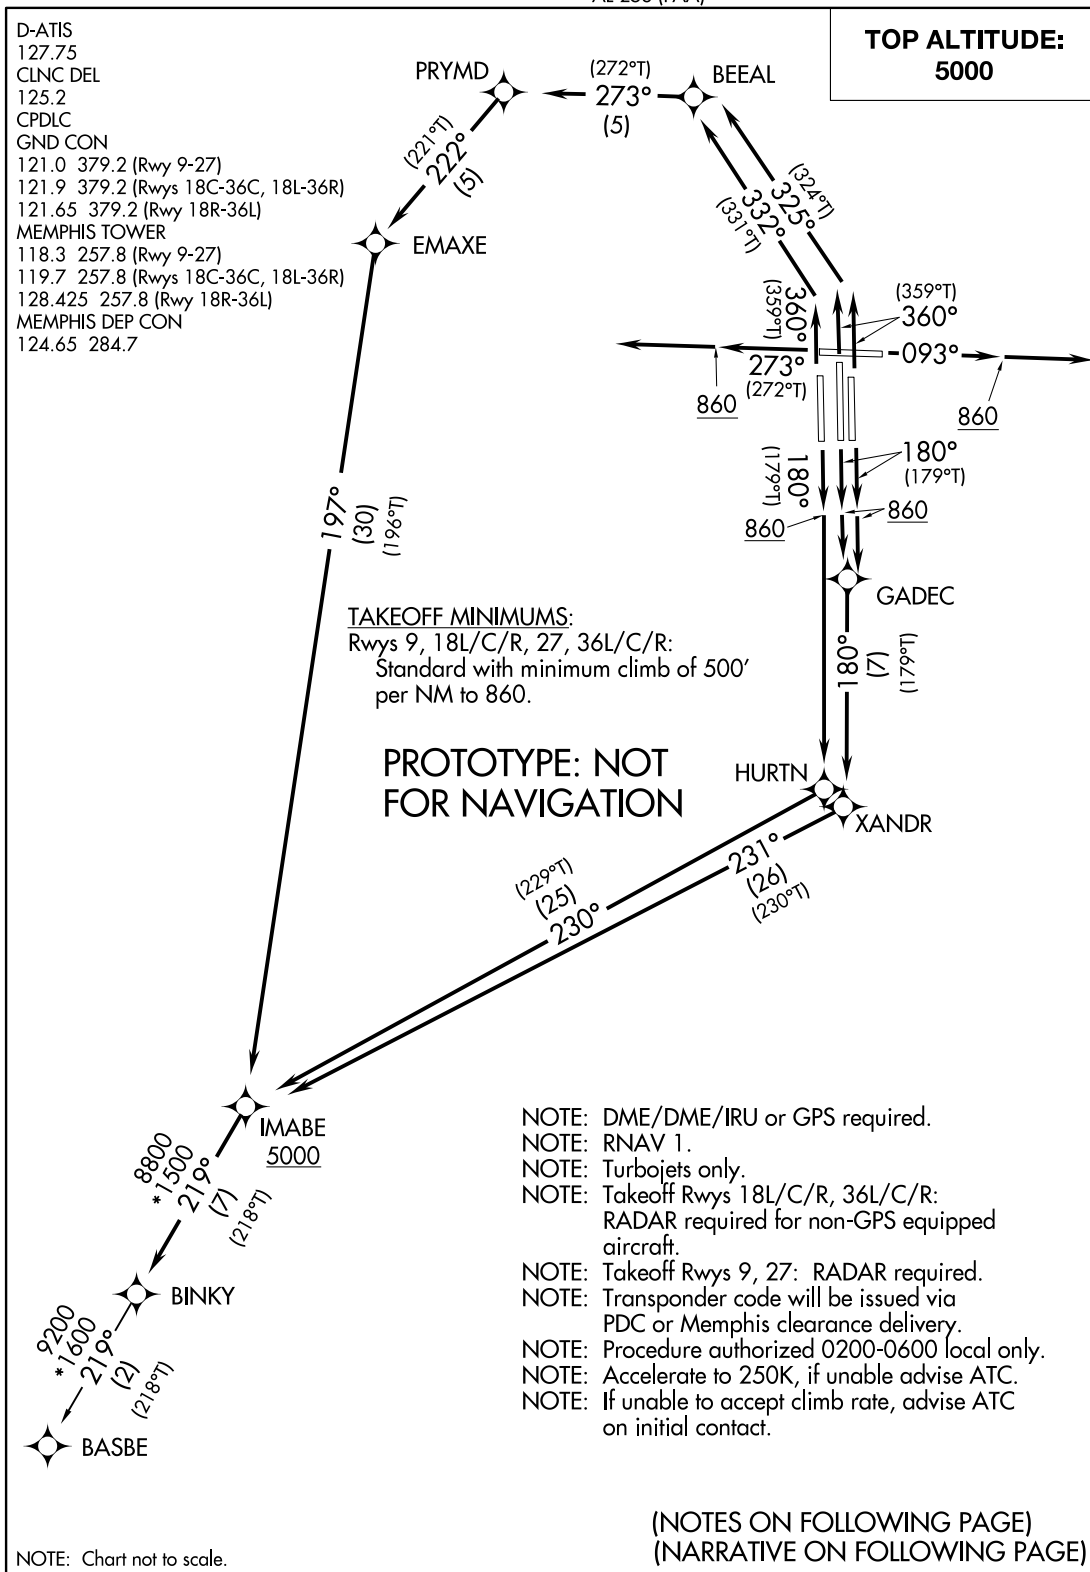 D-ATIS
127.75
CLNC DEL
125.2
CPDLC
GND CON
121.0 379.2 (Rwy 9-27)
121.9 379.2 (Rwys 18C-36C, 18L-36R)
121.65 379.2 (Rwy 18R-36L)
MEMPHIS TOWER
118.3 257.8 (Rwy 9-27)
119.7 257.8 (Rwys 18C-36C, 18L-36R)
128.425 257.8 (Rwy 18R-36L)
MEMPHIS DEP CON
124.65 284.7
TOP ALTITUDE:
5000
PRYMD
(272°T)
273°
(5)
BEEAL
(221°T)
222°
(5)
EMAXE
(324°T)
325°
332°
(331°T)
360°
(359°T)
(359°T)
360°
273°
(272°T)
093°
860
860
180°
(179°T)
180°
(179°T)
860
860
GADEC
197°
(30)
(196°T)
TAKEOFF MINIMUMS:
Rwys 9, 18L/C/R, 27, 36L/C/R:
Standard with minimum climb of 500'
per NM to 860.
180°
(7)
(179°T)
PROTOTYPE: NOT
FOR NAVIGATION
HURTN
XANDR
(229°T)
(25)
230°
231°
(26)
(230°T)
IMABE
5000
8800
*1500
219°
(7)
(218°T)
BINKY
9200
*1600
219°
(2)
(218°T)
BASBE
NOTE: DME/DME/IRU or GPS required.
NOTE: RNAV 1.
NOTE: Turbojets only.
NOTE: Takeoff Rwys 18L/C/R, 36L/C/R:
RADAR required for non-GPS equipped
aircraft.
NOTE: Takeoff Rwys 9, 27: RADAR required.
NOTE: Transponder code will be issued via
PDC or Memphis clearance delivery.
NOTE: Procedure authorized 0200-0600 local only.
NOTE: Accelerate to 250K, if unable advise ATC.
NOTE: If unable to accept climb rate, advise ATC
on initial contact.
(NOTES ON FOLLOWING PAGE)
(NARRATIVE ON FOLLOWING PAGE)
NOTE: Chart not to scale.